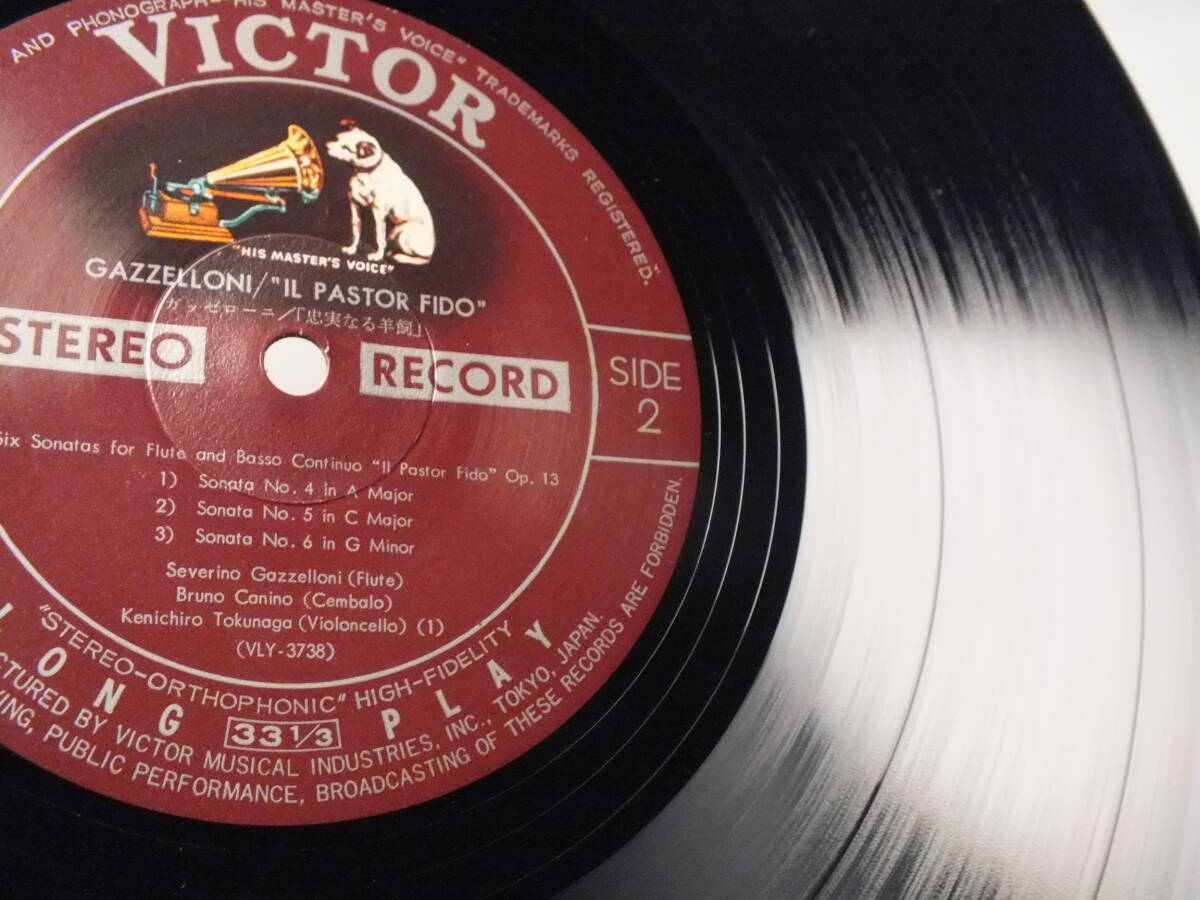 AND PHONOGRAPH-"HIS MASTER'S VOICE" TRADEMARKS REGISTERED.
VICTOR
"HIS MASTER'S VOICE"
GAZZELLONI/"IL PASTOR FIDO"
ガッゼローニ/「忠実なる羊飼」
STEREO RECORD
SIDE
2
Six Sonatas for Flute and Basso Continuo "Il Pastor Fido" Op. 13
1) Sonata No. 4 in A Major
2) Sonata No. 5 in C Major
3) Sonata No. 6 in G Minor
Severino Gazzelloni (Flute)
Bruno Canino (Cembalo)
Kenichiro Tokunaga (Violoncello) (1)
(VLY-3738)
"STEREO-ORTHOPHONIC" HIGH-FIDELITY
LONG 33 1/3 PLAY
BY VICTOR MUSICAL INDUSTRIES, INC., TOKYO, JAPAN.
PUBLIC PERFORMANCE, BROADCASTING OF THESE RECORDS ARE FORBIDDEN.